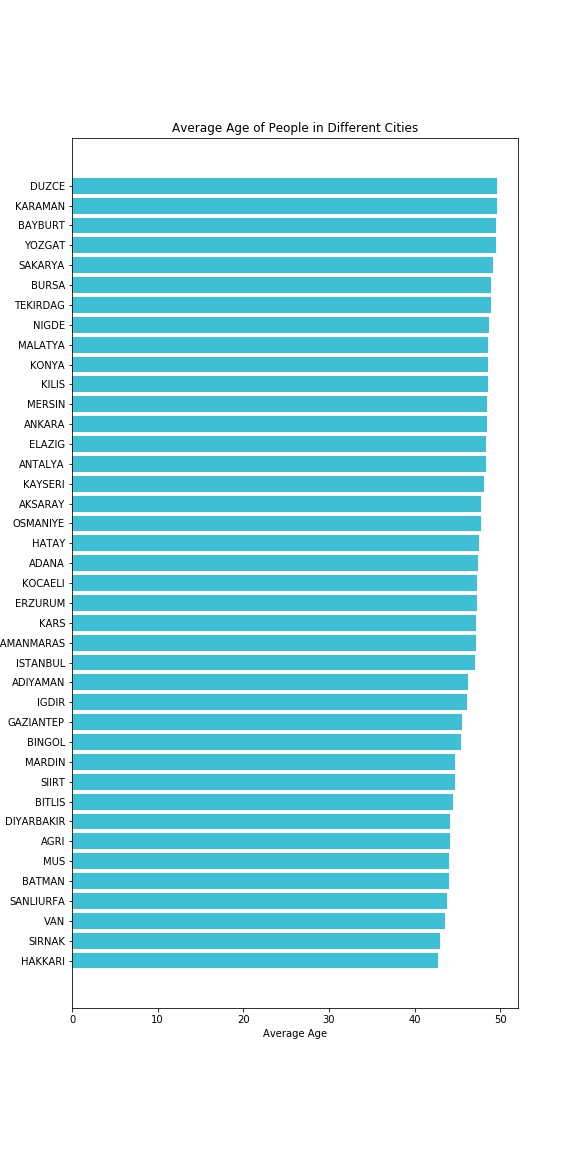 Average Age of People in Different Cities
DUZCE
KARAMAN
BAYBURT
YOZGAT
SAKARYA
BURSA
TEKIRDAG
NIGDE
MALATYA
KONYA
KILIS
MERSIN
ANKARA
ELAZIG
ANTALYA
KAYSERI
AKSARAY
OSMANIYE
HATAY
ADANA
KOCAELI
ERZURUM
KARS
AMANMARAS
ISTANBUL
ADIYAMAN
IGDIR
GAZIANTEP
BINGOL
MARDIN
SIIRT
BITLIS
DIYARBAKIR
AGRI
MUS
BATMAN
SANLIURFA
VAN
SIRNAK
HAKKARI
0 10 20 30 40 50
Average Age